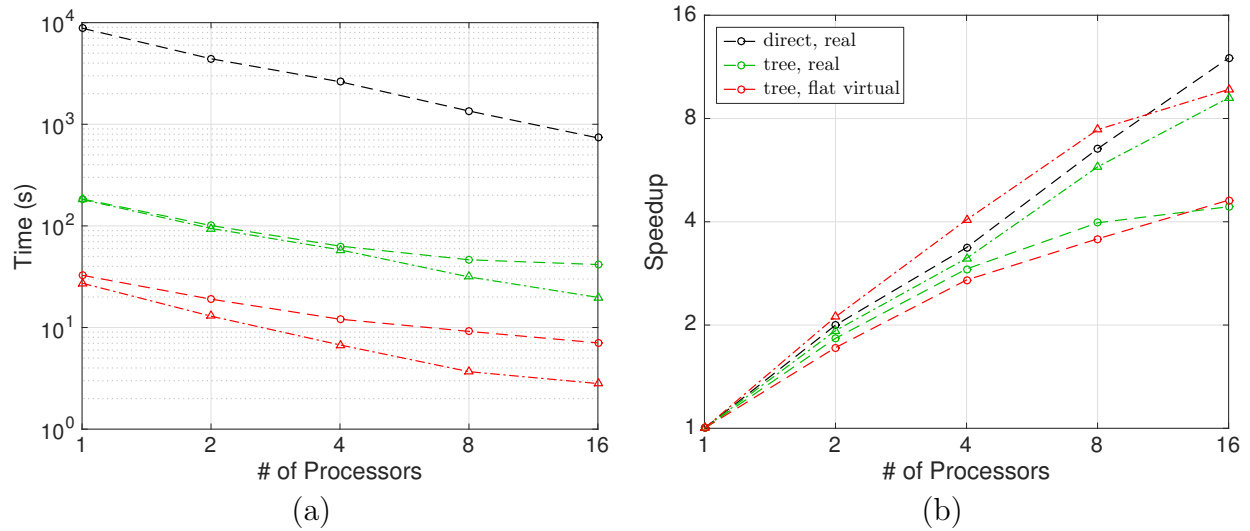 10^4
10^3
10^2
10^1
10^0
Time (s)
1
2
4
8
16
# of Processors
(a)
16
8
4
2
1
Speedup
direct, real
tree, real
tree, flat virtual
1
2
4
8
16
# of Processors
(b)